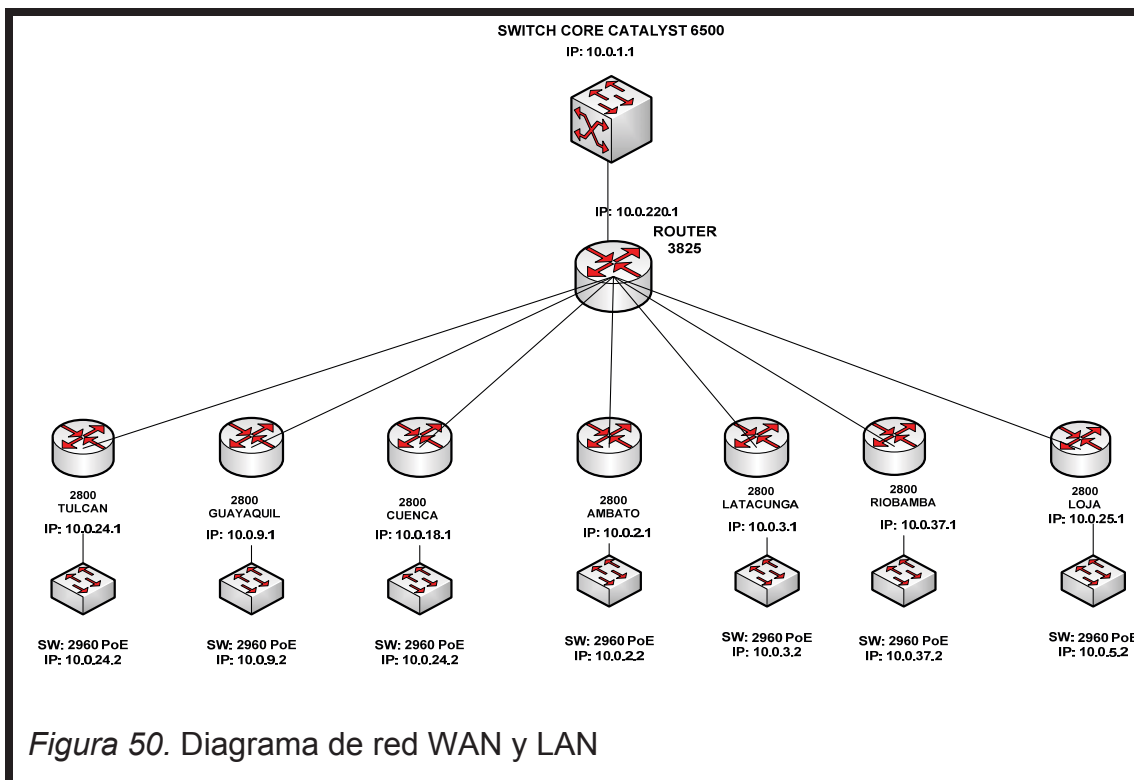 SWITCH CORE CATALYST 6500
IP: 10.0.1.1
IP: 10.0.220.1
ROUTER
3825
2800
TULCAN
IP: 10.0.24.1
2800
GUAYAQUIL
IP: 10.0.9.1
2800
CUENCA
IP: 10.0.18.1
2800
AMBATO
IP: 10.0.2.1
2800
LATACUNGA
IP: 10.0.3.1
2800
RIOBAMBA
IP: 10.0.37.1
2800
LOJA
IP: 10.0.25.1
SW: 2960 PoE
IP: 10.0.24.2
SW: 2960 PoE
IP: 10.0.9.2
SW: 2960 PoE
IP: 10.0.24.2
SW: 2960 PoE
IP: 10.0.2.2
SW: 2960 PoE
IP: 10.0.3.2
SW: 2960 PoE
IP: 10.0.37.2
SW: 2960 PoE
IP: 10.0.5.2
Figura 50. Diagrama de red WAN y LAN